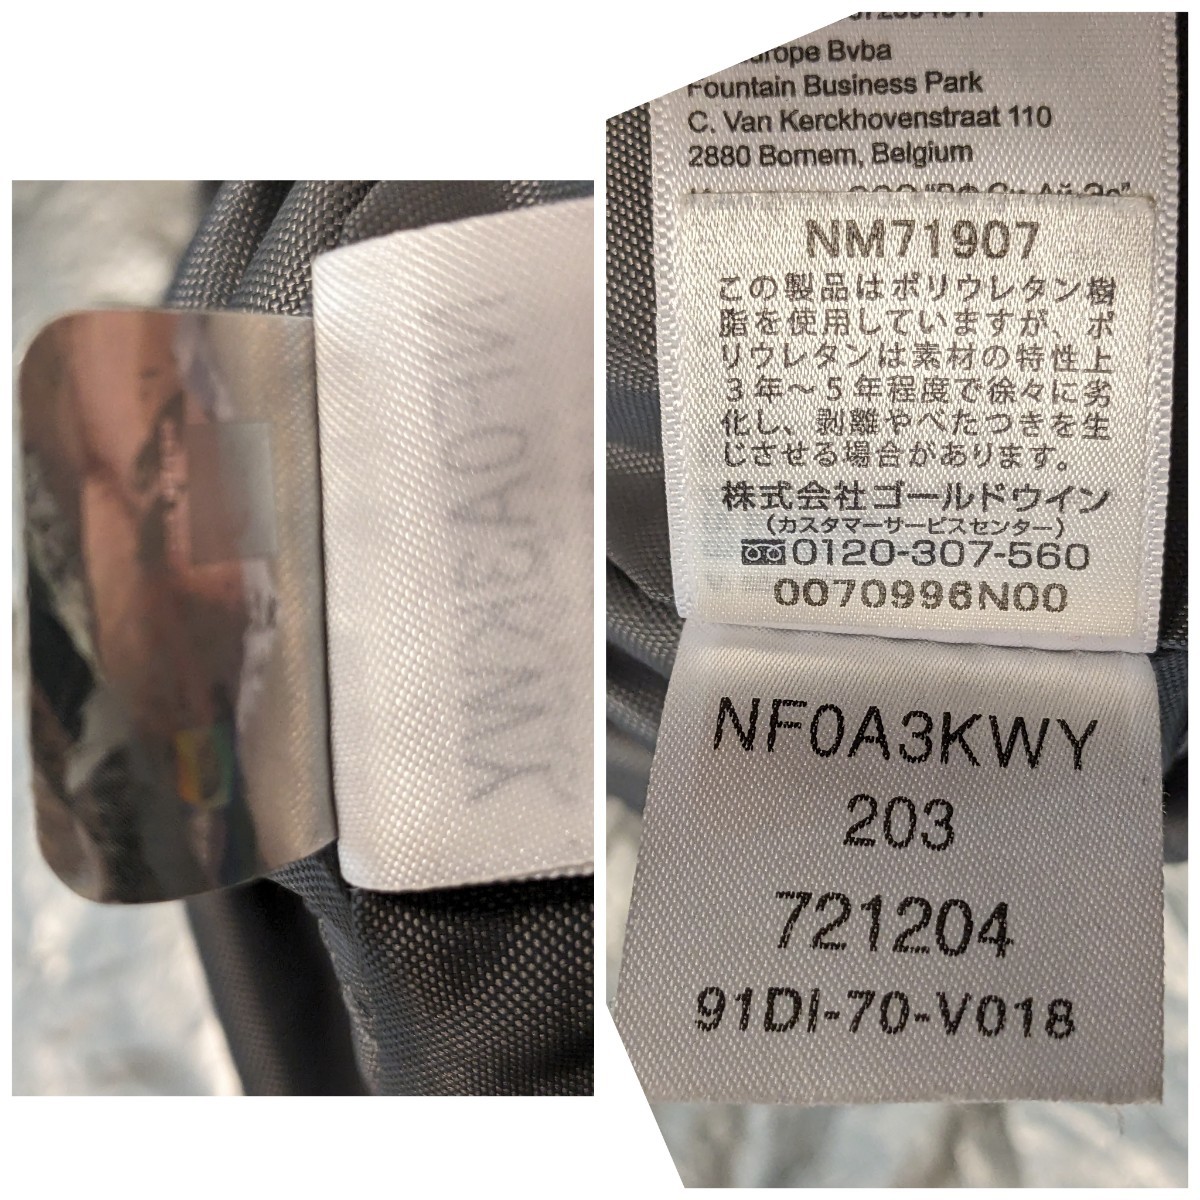 Bvba
Fountain Business Park
C. Van Kerckhovenstraat 110
2880 Bornem, Belgium
NM71907
この製品はポリウレタン樹
脂を使用していますが、ポ
リウレタンは素材の特性上
3年～5年程度で徐々に劣
化し、剥離やべたつきを生
じさせる場合があります。
株式会社ゴールドウイン
(カスタマーサービスセンター)
0120-307-560
0070996N00
NF0A3KWY
203
721204
91DI-70-V018